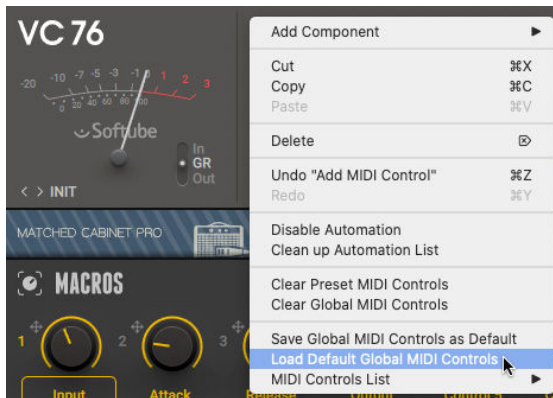 VC 76
-20 -10 -7 -5 -3 -1 0 1 2 3
0 20 40 60 80 100
Softube
In
GR
Out
< > INIT
MATCHED CABINET PRO
MACROS
1 2 3
Input Attack Release Output
Add Component ▶
Cut ⌘X
Copy ⌘C
Paste ⌘V
Delete ⌦
Undo "Add MIDI Control" ⌘Z
Redo ⌘Y
Disable Automation
Clean up Automation List
Clear Preset MIDI Controls
Clear Global MIDI Controls
Save Global MIDI Controls as Default
Load Default Global MIDI Controls
MIDI Controls List ▶